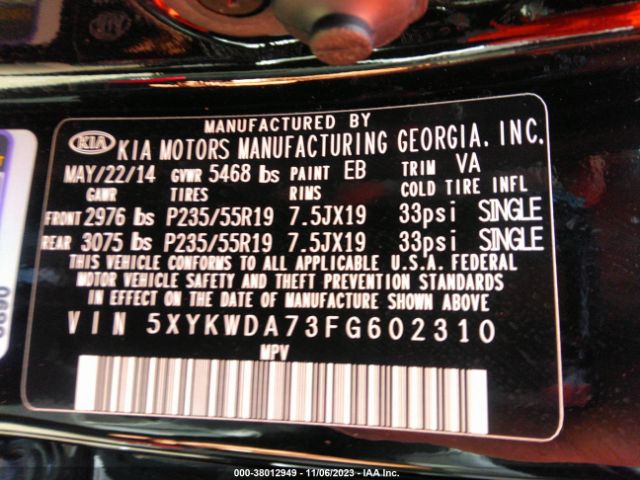 MANUFACTURED BY
KIA KIA MOTORS MANUFACTURING GEORGIA, INC.
MAY/22/14 GVWR 5468 lbs PAINT EB TRIM VA
GAWR TIRES RIMS COLD TIRE INFL
FRONT 2976 lbs P235/55R19 7.5JX19 33psi SINGLE
REAR 3075 lbs P235/55R19 7.5JX19 33psi SINGLE
THIS VEHICLE CONFORMS TO ALL APPLICABLE U.S.A. FEDERAL
MOTOR VEHICLE SAFETY AND THEFT PREVENTION STANDARDS
IN EFFECT ON THE DATE OF MANUFACTURE SHOWN ABOVE
VIN 5XYKWDA73FG602310
MPV
000-38012949 - 11/06/2023 - IAA Inc.